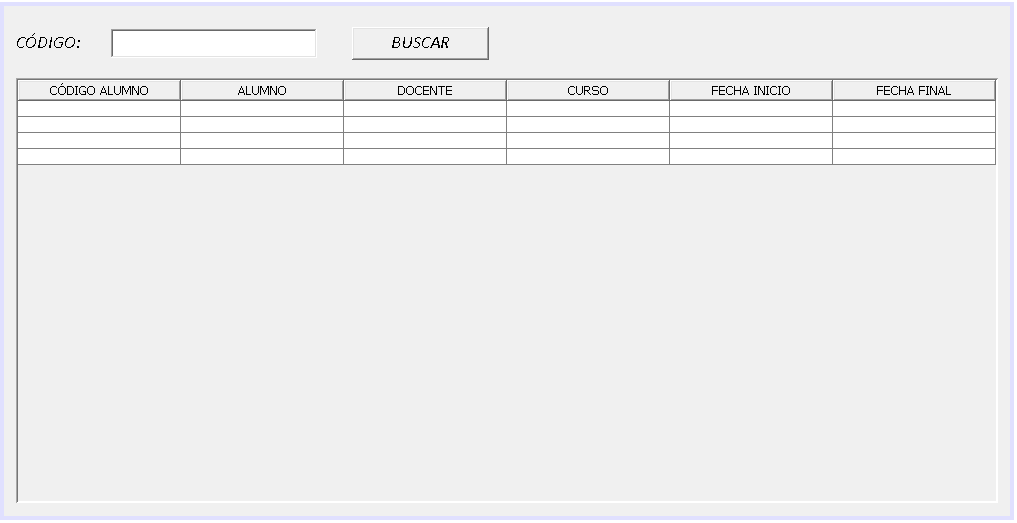 CÓDIGO: BUSCAR
CÓDIGO ALUMNO ALUMNO DOCENTE CURSO FECHA INICIO FECHA FINAL